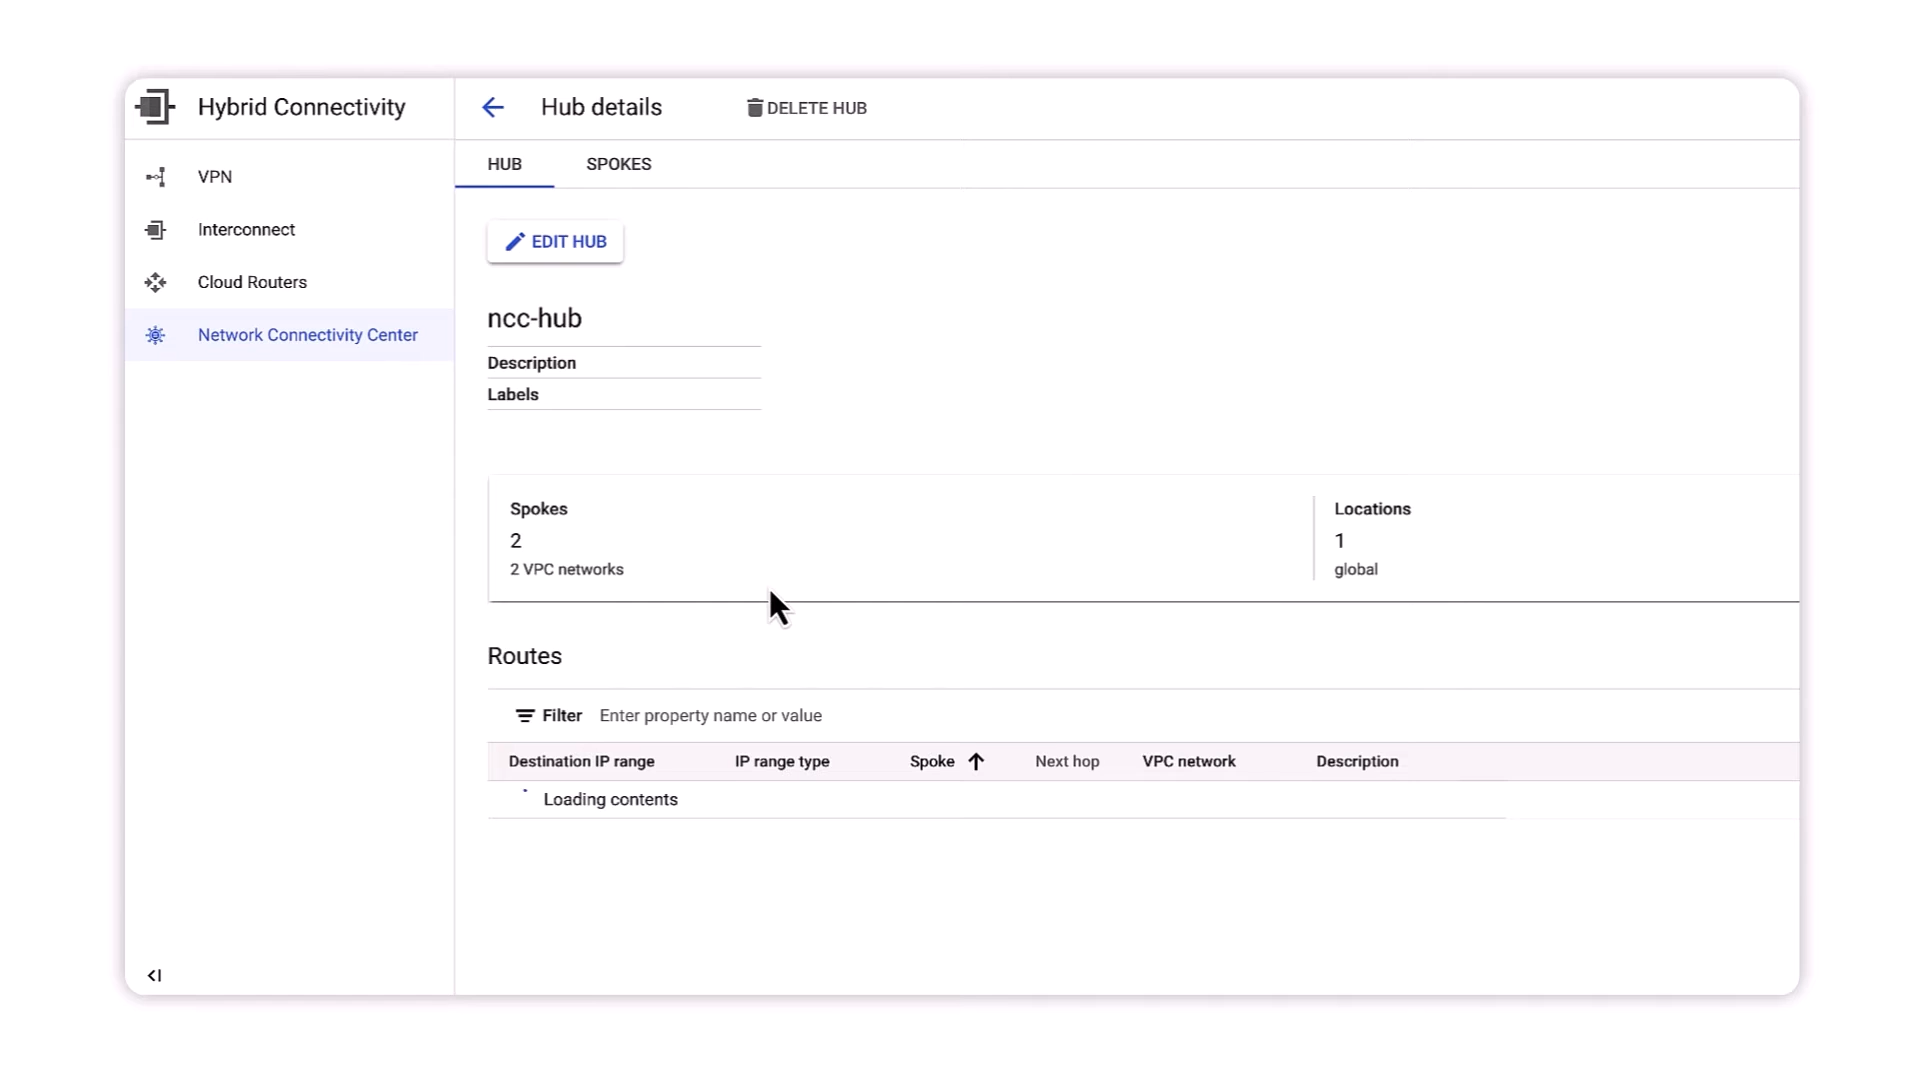 Hybrid Connectivity
Hub details
DELETE HUB
VPN
Interconnect
Cloud Routers
Network Connectivity Center
HUB
SPOKES
EDIT HUB
ncc-hub
Description
Labels
Spokes
2
2 VPC networks
Locations
1
global
Routes
Filter Enter property name or value
Destination IP range IP range type Spoke Next hop VPC network Description
Loading contents